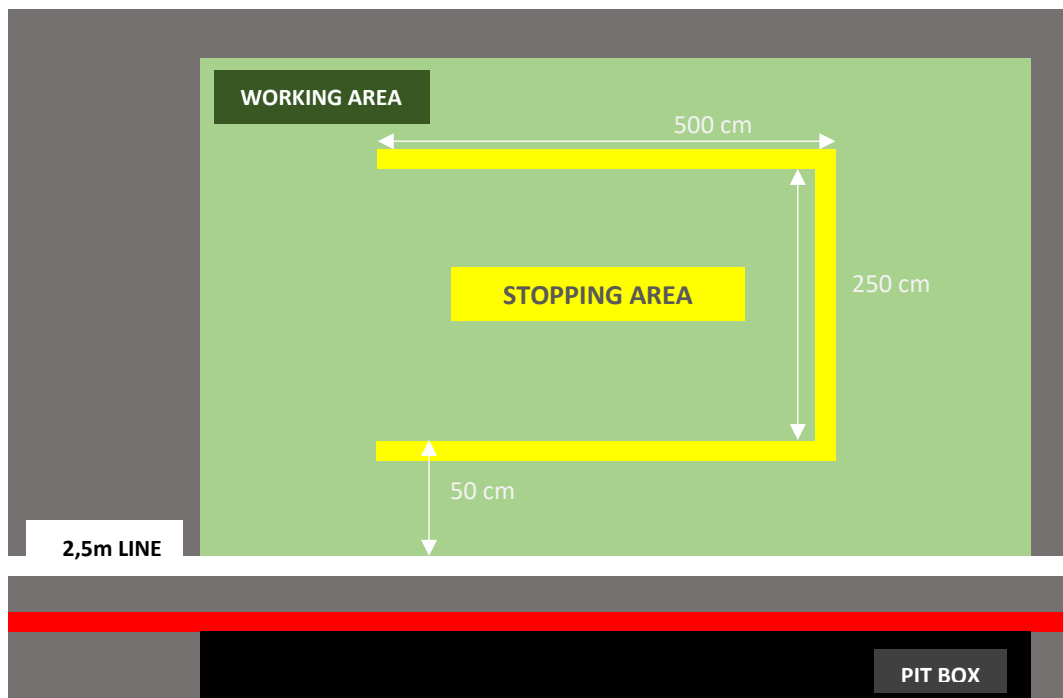 WORKING AREA
500 cm
STOPPING AREA
250 cm
50 cm
2,5m LINE
PIT BOX